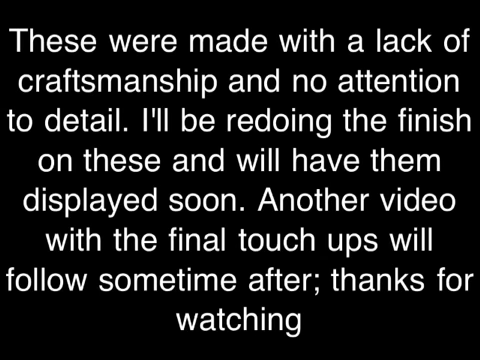 These were made with a lack of
craftsmanship and no attention
to detail. I'll be redoing the finish
on these and will have them
displayed soon. Another video
with the final touch ups will
follow sometime after; thanks for
watching